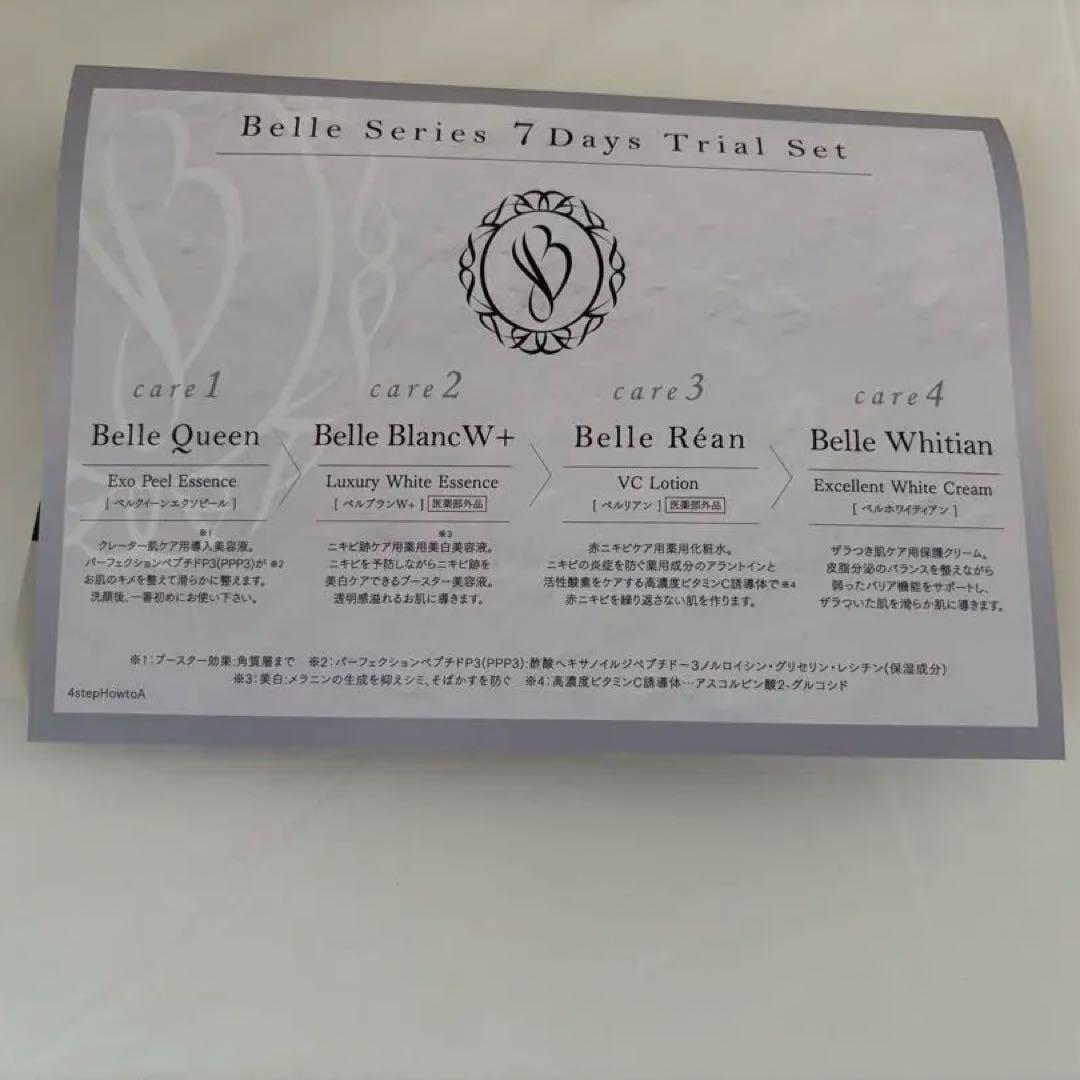 Belle Series 7 Days Trial Set
care1
Belle Queen
Exo Peel Essence
[ ベルクイーンエクソピール ]
※1
クレーター肌ケア用導入美容液。
パーフェクションペプチドP3(PPP3)が ※2
お肌のキメを整えて滑らかに整えます。
洗顔後、一番初めにお使い下さい。
care2
Belle BlancW+
Luxury White Essence
[ ベルブランW+ ] 医薬部外品
※3
ニキビ跡ケア用薬用美白美容液。
ニキビを予防しながらニキビ跡を
美白ケアできるブースター美容液。
透明感溢れるお肌に導きます。
care3
Belle Réan
VC Lotion
[ ベルリアン ] 医薬部外品
赤ニキビケア用薬用化粧水。
ニキビの炎症を防ぐ薬用成分のアラントインと
活性酸素をケアする高濃度ビタミンC誘導体で※4
赤ニキビを繰り返さない肌を作ります。
care4
Belle Whitian
Excellent White Cream
[ ベルホワイティアン ]
ザラつき肌ケア用保護クリーム。
皮脂分泌のバランスを整えながら
弱ったバリア機能をサポートし、
ザラついた肌を滑らか肌に導きます。
※1:ブースター効果:角質層まで ※2:パーフェクションペプチドP3(PPP3):酢酸ヘキサノイルジペプチドー3ノルロイシン・グリセリン・レシチン(保湿成分)
※3:美白:メラニンの生成を抑えシミ、そばかすを防ぐ ※4:高濃度ビタミンC誘導体…アスコルビン酸2-グルコシド
4stepHowtoA